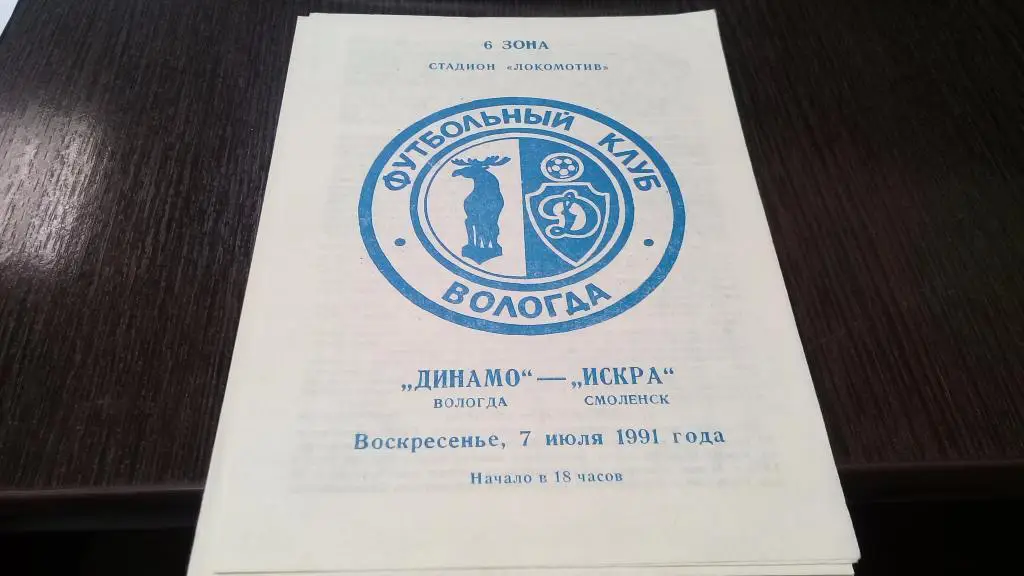 6 ЗОНА
СТАДИОН «ЛОКОМОТИВ»
ФУТБОЛЬНЫЙ КЛУБ
Д
ВОЛОГДА
„ДИНАМО“ — „ИСКРА“
ВОЛОГДА СМОЛЕНСК
Воскресенье, 7 июля 1991 года
Начало в 18 часов